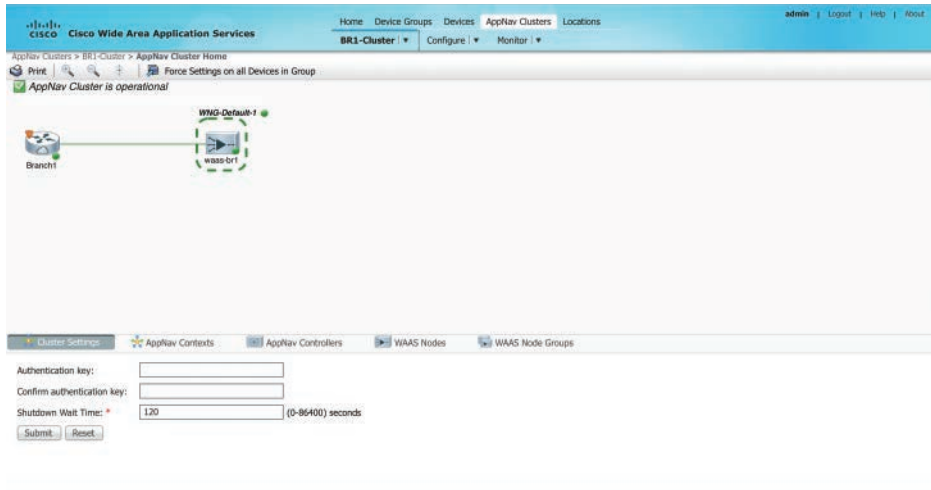 admin | Logout | Help | About
CISCO Cisco Wide Area Application Services
Home Device Groups Devices AppNav Clusters Locations
BR1-Cluster Configure Monitor
AppNav Clusters > BR1-Cluster > AppNav Cluster Home
Print Force Settings on all Devices in Group
AppNav Cluster is operational
WNG-Default-1
Branch1
waas-br1
Cluster Settings AppNav Contexts AppNav Controllers WAAS Nodes WAAS Node Groups
Authentication key:
Confirm authentication key:
Shutdown Wait Time: * 120 (0-86400) seconds
Submit Reset